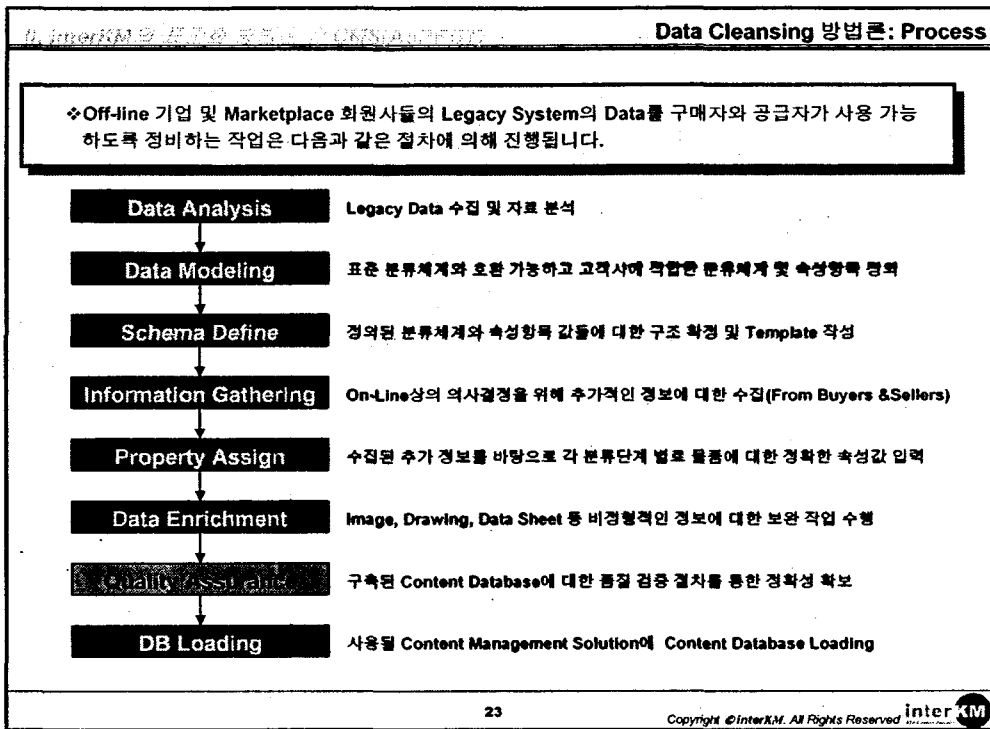 Data Cleansing 방법론: Process
❖Off-line 기업 및 Marketplace 회원사들의 Legacy System의 Data를 구매자와 공급자가 사용 가능
하도록 정비하는 작업은 다음과 같은 절차에 의해 진행됩니다.
Data Analysis Legacy Data 수집 및 자료 분석
Data Modeling 표준 분류체계와 호환 가능하고 고객사에 적합한 분류체계 및 속성항목 정의
Schema Define 정의된 분류체계와 속성항목 값들에 대한 구조 확정 및 Template 작성
Information Gathering On-Line상의 의사결정을 위해 추가적인 정보에 대한 수집(From Buyers &Sellers)
Property Assign 수집된 추가 정보를 바탕으로 각 분류단계 별로 물품에 대한 정확한 속성값 입력
Data Enrichment Image, Drawing, Data Sheet 등 비정형적인 정보에 대한 보완 작업 수행
Quality Assurance 구축된 Content Database에 대한 품질 검증 절차를 통한 정확성 확보
DB Loading 사용될 Content Management Solution에 Content Database Loading
23
Copyright ©InterKM. All Rights Reserved inter KM